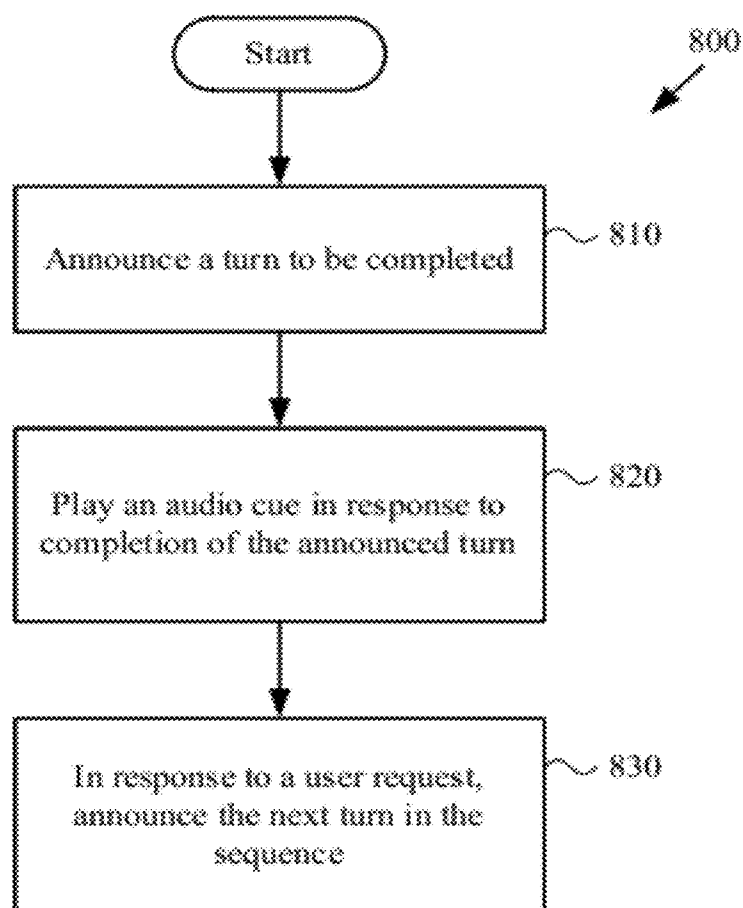 Start
800
Announce a turn to be completed
810
Play an audio cue in response to
completion of the announced turn
820
In response to a user request,
announce the next turn in the
sequence
830